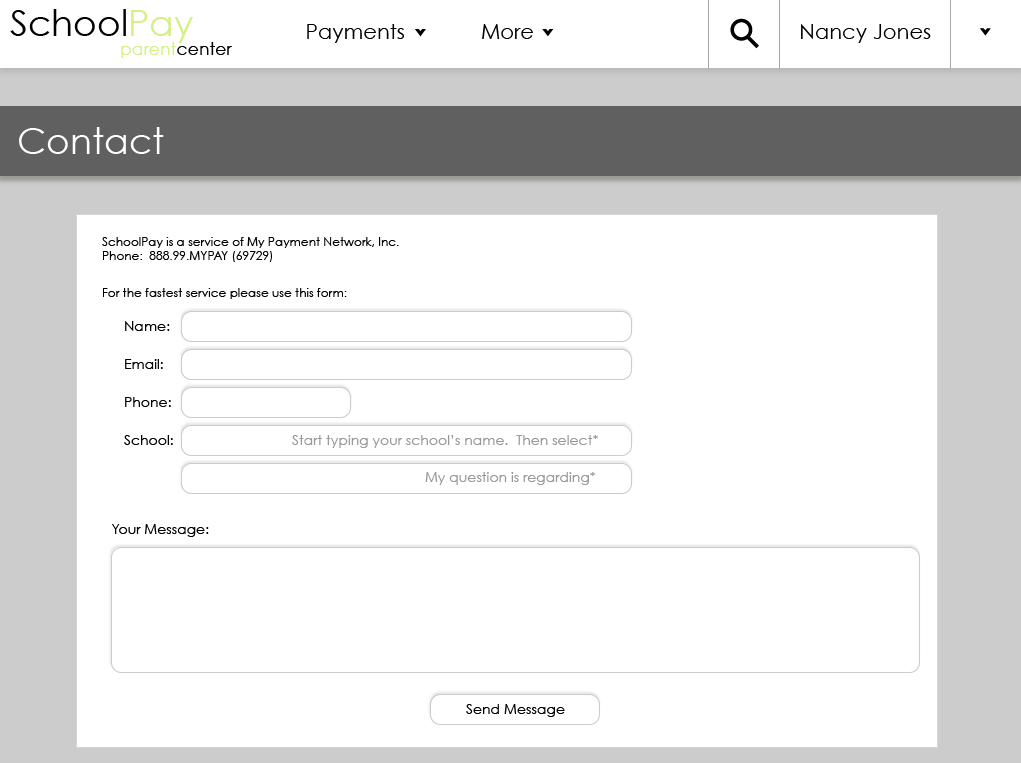 SchoolPay
parentcenter
Payments
More
Nancy Jones
Contact
SchoolPay is a service of My Payment Network, Inc.
Phone:  888.99.MYPAY (69729)
For the fastest service please use this form:
Name:
Email:
Phone:
School:
Start typing your school's name.  Then select*
My question is regarding*
Your Message:
Send Message